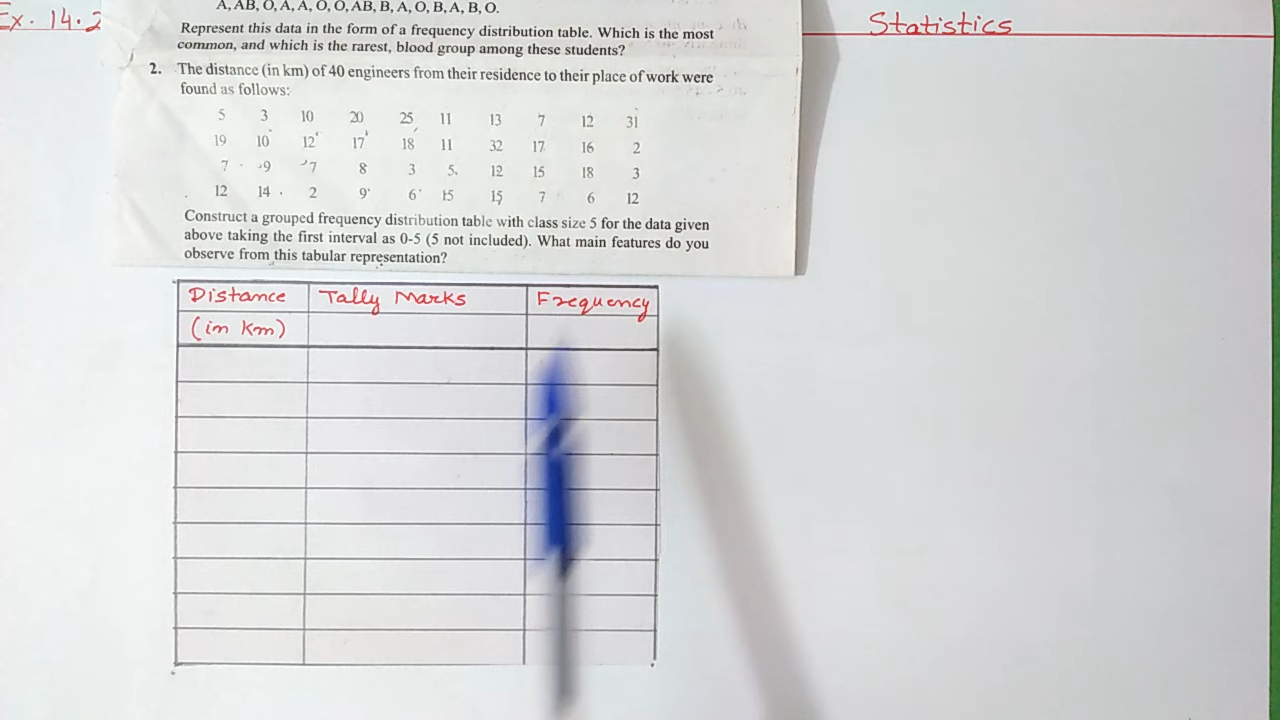 Ex. 14.2
Statistics
A, AB, O, A, A, O, O, AB, B, A, O, B, A, B, O.
Represent this data in the form of a frequency distribution table. Which is the most
common, and which is the rarest, blood group among these students?
2. The distance (in km) of 40 engineers from their residence to their place of work were
found as follows:
5 3 10 20 25 11 13 7 12 31
19 10 12 17 18 11 32 17 16 2
7 9 7 8 3 5 12 15 18 3
12 14 2 9 6 15 15 7 6 12
Construct a grouped frequency distribution table with class size 5 for the data given
above taking the first interval as 0-5 (5 not included). What main features do you
observe from this tabular representation?
Distance Tally Marks Frequency
(in km)